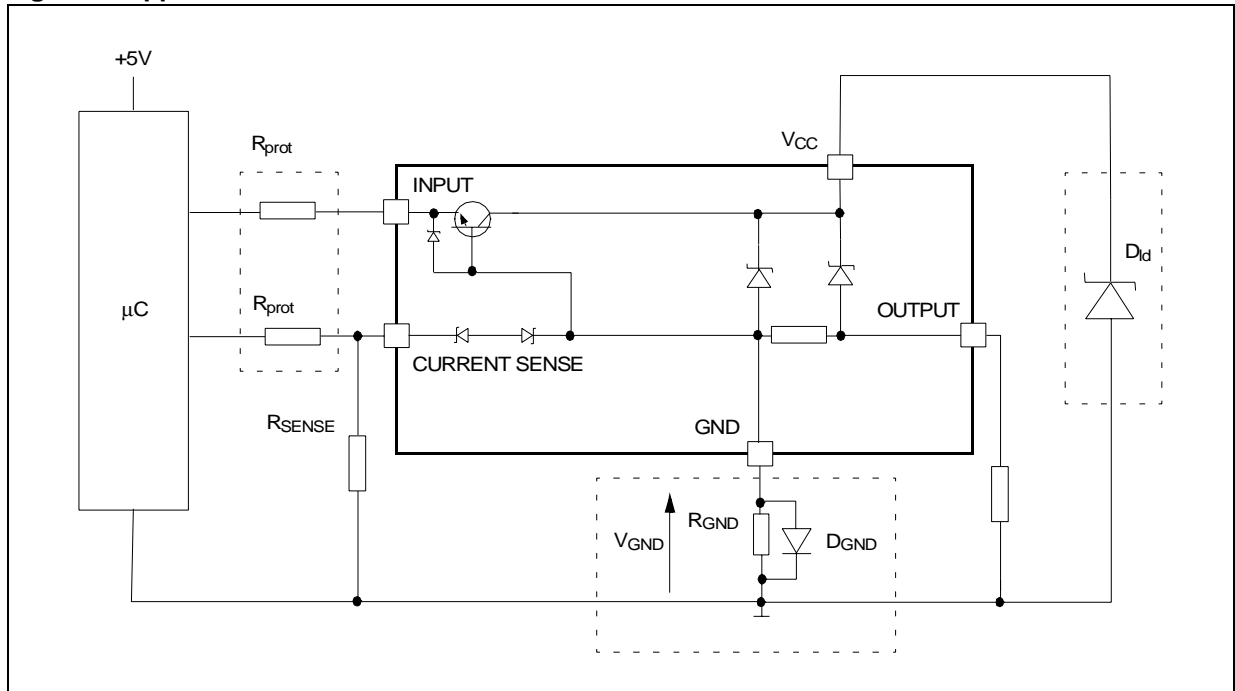 +5V
Rprot
VCC
INPUT
Dld
μC
Rprot
OUTPUT
CURRENT SENSE
RSENSE
GND
RGND
VGND
DGND